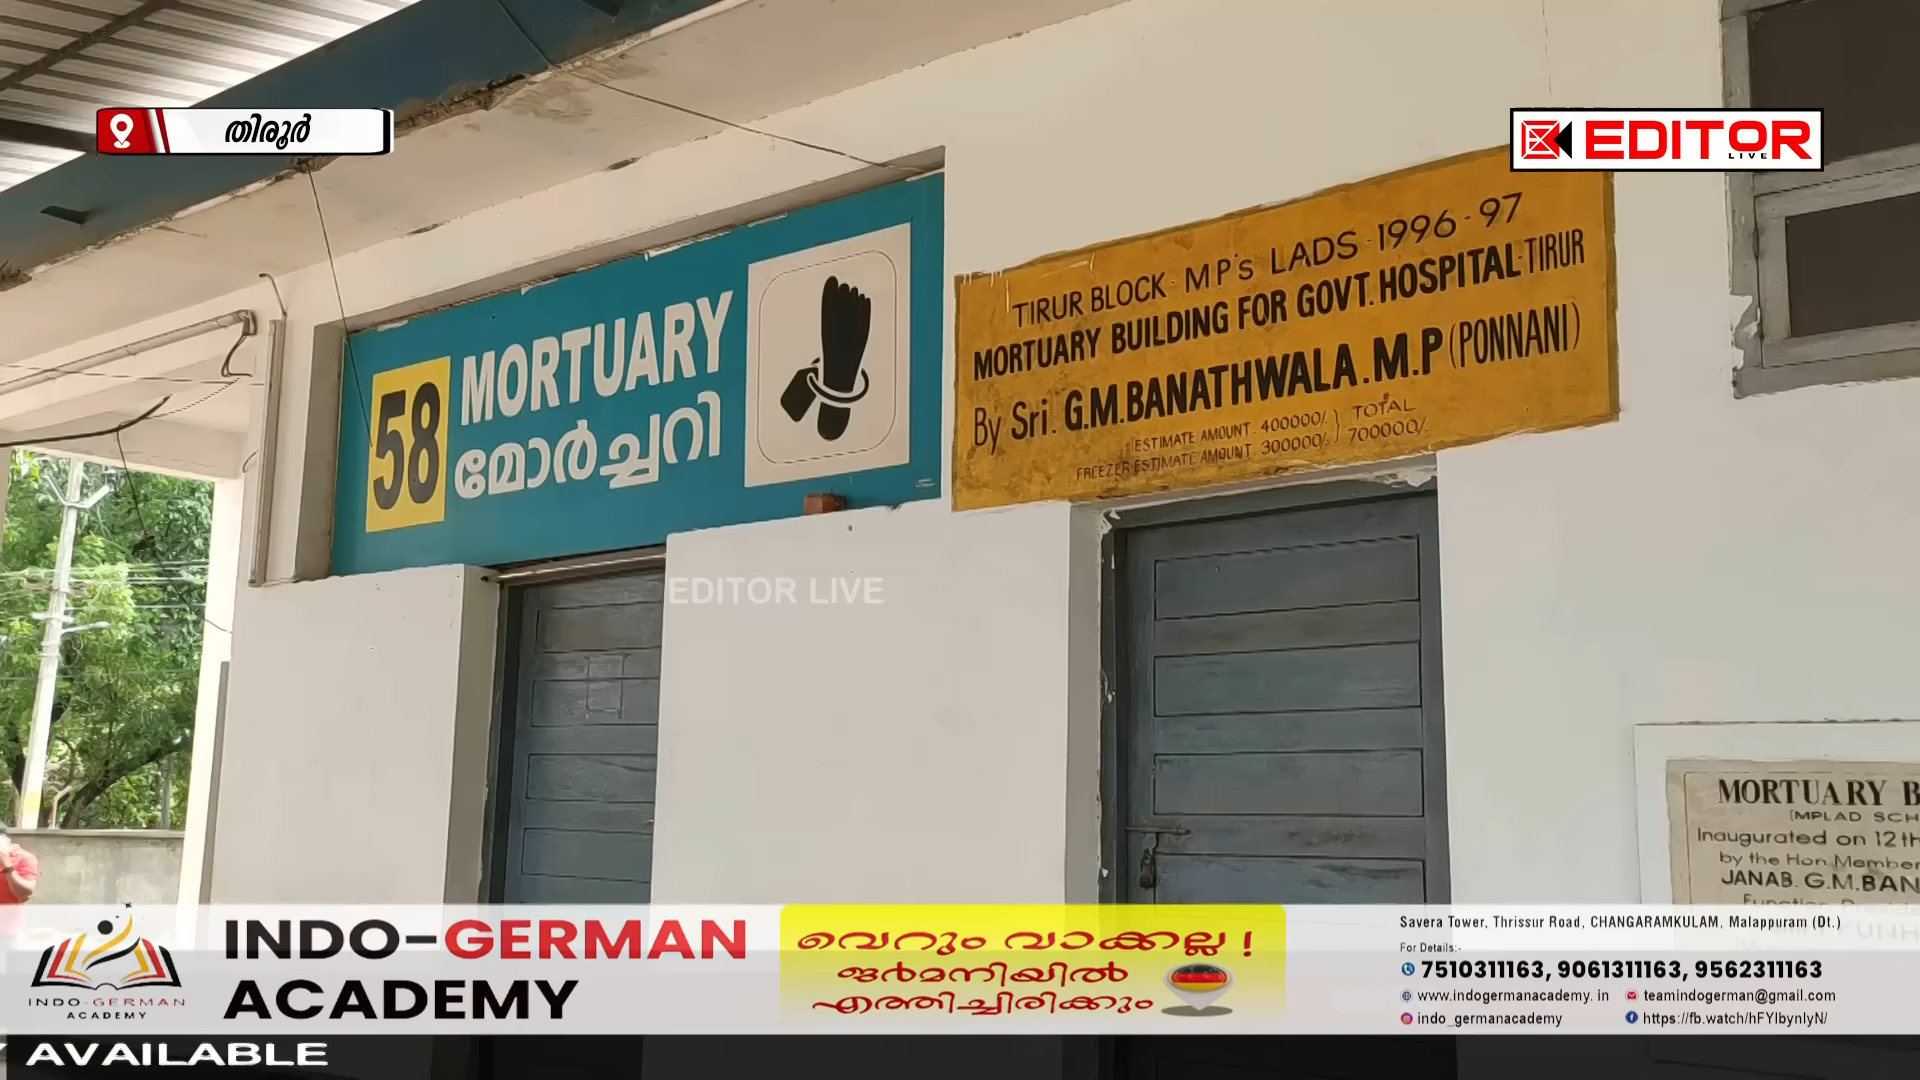 തിരൂർ
EDITOR
LIVE
58
MORTUARY
മോർച്ചറി
TIRUR BLOCK - M P's LADS - 1996 - 97
MORTUARY BUILDING FOR GOVT. HOSPITAL-TIRUR
By Sri. G.M.BANATHWALA.M.P (PONNANI)
ESTIMATE AMOUNT. 400000/.
FREEZER ESTIMATE AMOUNT. 300000/.
} TOTAL
700000/.
EDITOR LIVE
MORTUARY B
(MPLAD SCH
Inaugurated on 12th
by the Hon. Member
JANAB. G.M.BAN
INDO-GERMAN
ACADEMY
INDO-GERMAN
ACADEMY
വെറും വാക്കല്ല !
ജർമനിയിൽ
എത്തിച്ചിരിക്കും
Savera Tower, Thrissur Road, CHANGARAMKULAM, Malappuram (Dt.)
For Details:-
7510311163, 9061311163, 9562311163
www.indogermanacademy. in
teamindogerman@gmail.com
indo_germanacademy
https://fb.watch/hFYlbynlyN/
AVAILABLE